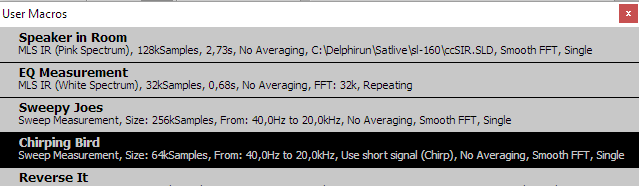 User Macros
x
Speaker in Room
MLS IR (Pink Spectrum), 128kSamples, 2,73s, No Averaging, C:\Delphirun\Satlive\sl-160\ccSIR.SLD, Smooth FFT, Single
EQ Measurement
MLS IR (White Spectrum), 32kSamples, 0,68s, No Averaging, FFT: 32k, Repeating
Sweepy Joes
Sweep Measurement, Size: 256kSamples, From: 40,0Hz to 20,0kHz, No Averaging, Smooth FFT, Single
Chirping Bird
Sweep Measurement, Size: 64kSamples, From: 40,0Hz to 20,0kHz, Use short signal (Chirp), No Averaging, Smooth FFT, Single
Reverse It